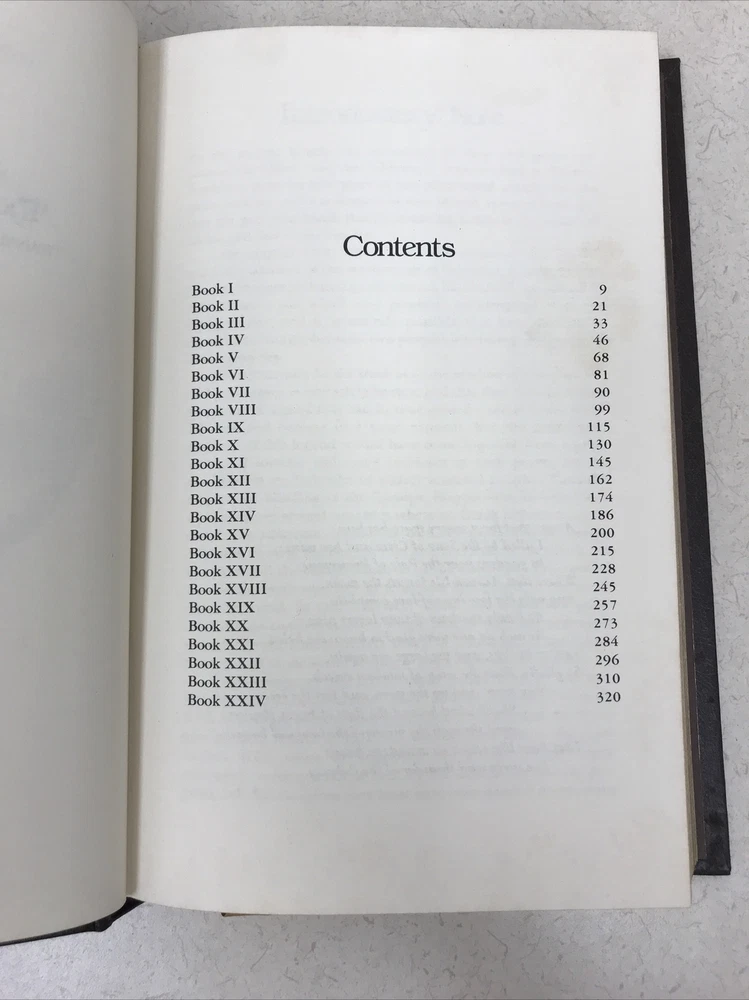 Contents
Book I 9
Book II 21
Book III 33
Book IV 46
Book V 68
Book VI 81
Book VII 90
Book VIII 99
Book IX 115
Book X 130
Book XI 145
Book XII 162
Book XIII 174
Book XIV 186
Book XV 200
Book XVI 215
Book XVII 228
Book XVIII 245
Book XIX 257
Book XX 273
Book XXI 284
Book XXII 296
Book XXIII 310
Book XXIV 320